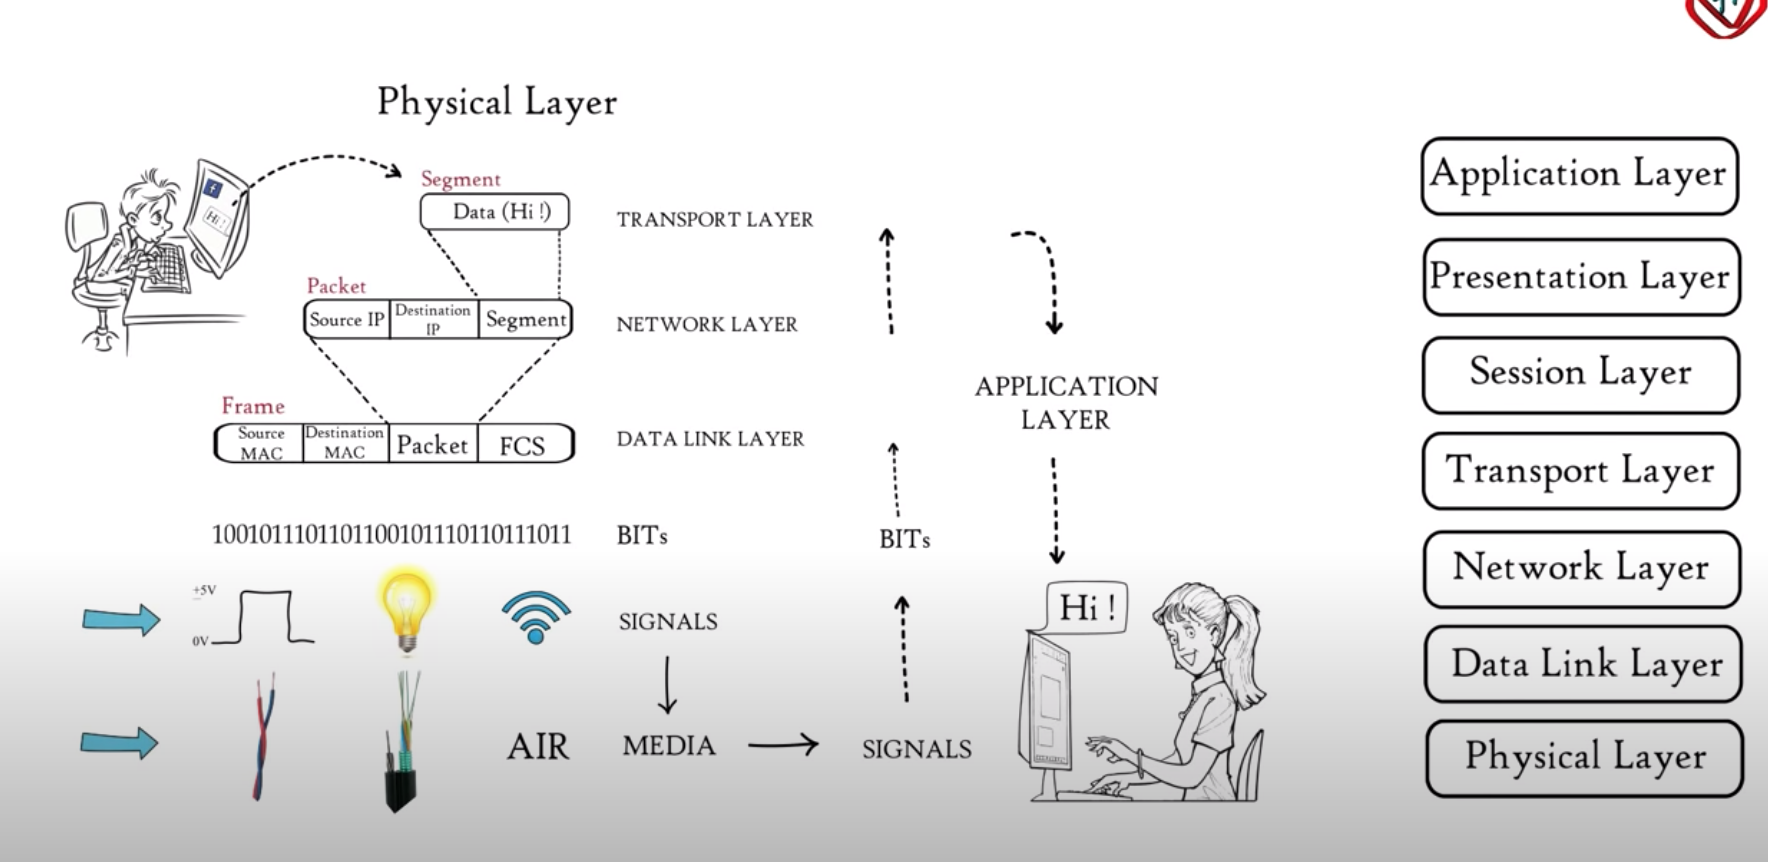 Physical Layer
f
Hi !
Segment
Data (Hi !)
TRANSPORT LAYER
Packet
Source IP
Destination
IP
Segment
NETWORK LAYER
Frame
Source
MAC
Destination
MAC
Packet
FCS
DATA LINK LAYER
1001011101101100101110110111011
BITs
+5V
0V
SIGNALS
AIR
MEDIA
SIGNALS
BITs
APPLICATION
LAYER
Hi !
Application Layer
Presentation Layer
Session Layer
Transport Layer
Network Layer
Data Link Layer
Physical Layer